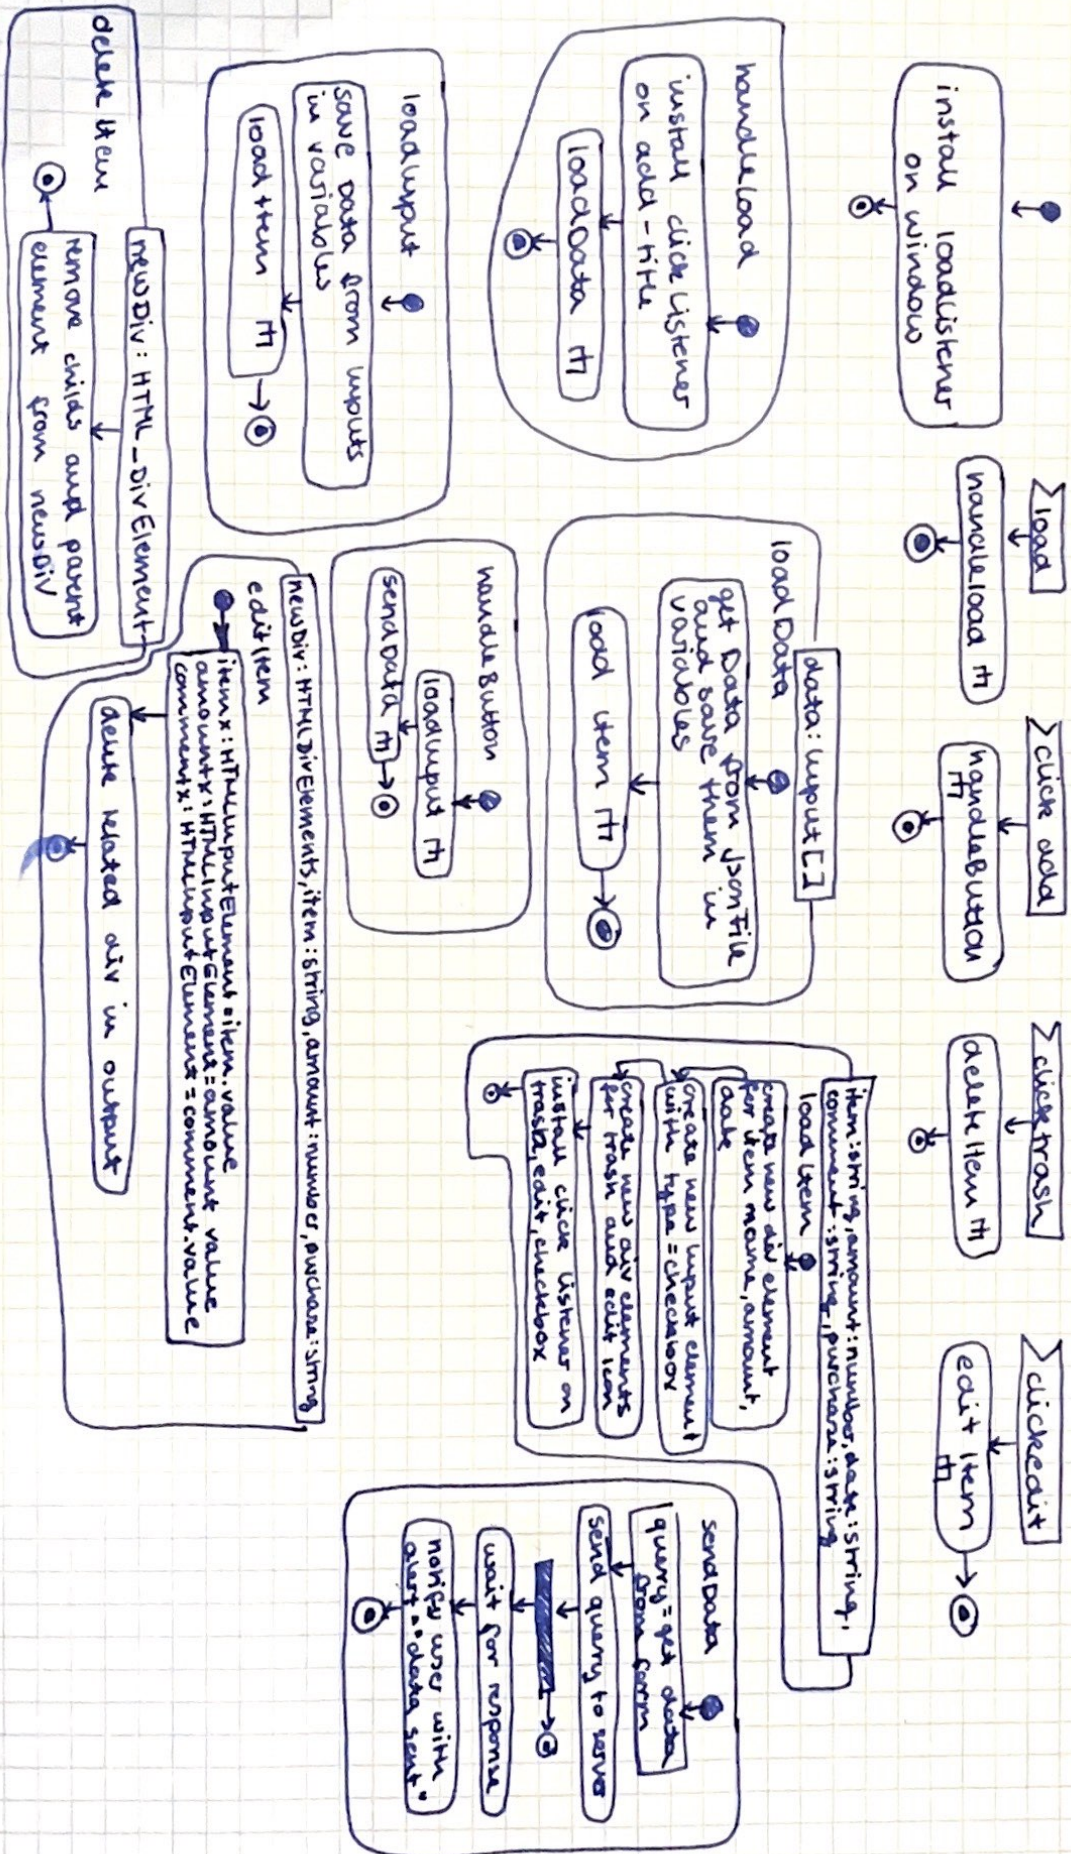 install loadlistener
on window
load
handleload
click add
handleButton
click trash
deleteItem
click edit
edit Item
handleload
install clicklistener
on add-title
loadData
data: Input[]
loadData
get Data from JsonFile
and save them in
variables
load Item
item: string, amount: number, date: string,
comment: string, purchase: string
loadItem
create new div element
for item name, amount,
date
create new input element
with type = checkbox
create new div elements
for trash and edit icon
install click listener on
trash, edit, checkbox
sendData
query = get data
from form
send query to server
wait for response
notify user with
alert = "data sent"
loadInput
save Data from inputs
in variables
load Item
handleButton
loadInput
sendData
newDiv: HTMLDivElements, item: string, amount: number, purchase: string
editItem
itemx: HTMLInputElement = item.value
amountx: HTMLInputElement = amount value
commentx: HTMLInputElement = comment.value
delete related div in output
newDiv: HTML_DivElement
delete Item
remove childs and parent
element from newDiv